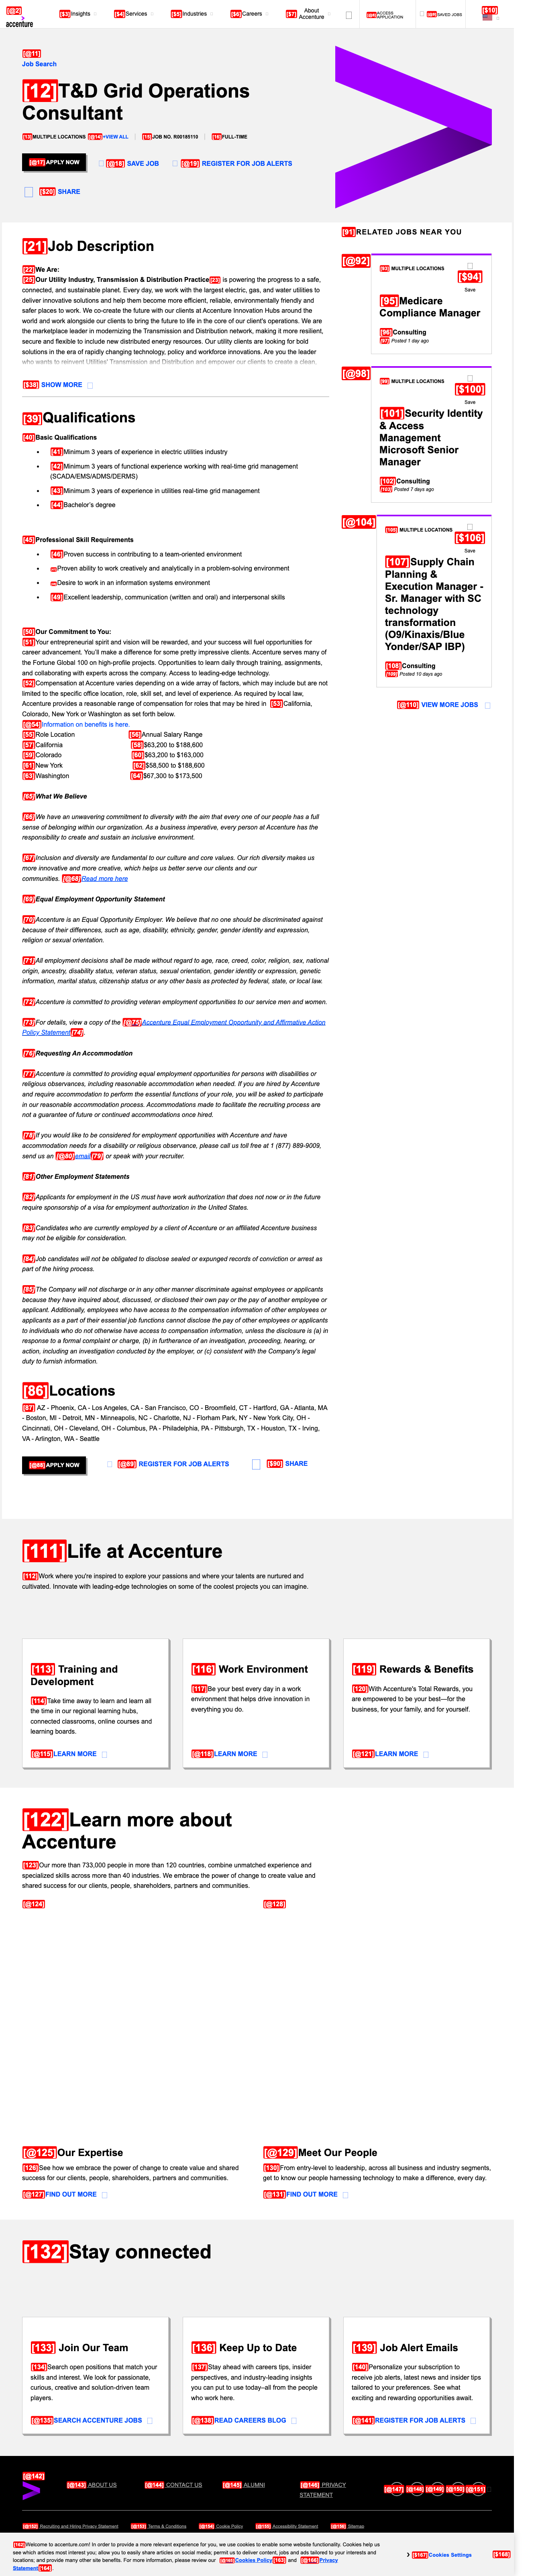 [@2]
accenture
[$3]Insights
[$4]Services
[$5]Industries
[$6]Careers
[$7] About Accenture
ACCESS APPLICATION
SAVED JOBS
[$10]
[@11]
Job Search
[12]T&D Grid Operations
Consultant
[13]MULTIPLE LOCATIONS [@14]+VIEW ALL
JOB NO. R00185110
FULL-TIME
[@17]APPLY NOW
[@18] SAVE JOB
[@19] REGISTER FOR JOB ALERTS
[$20] SHARE
[21]Job Description
[22]We Are:
[25]Our Utility Industry, Transmission & Distribution Practice[23] is powering the progress to a safe,
connected, and sustainable planet. Every day, we work with the largest electric, gas, and water utilities to
deliver innovative solutions and to help them become more efficient, reliable, environmentally friendly and
safer places to work. We co-create the future with our clients at Accenture Innovation Hubs around the
world and work alongside our clients to bring the future to life in the core of our client's operations. We are
the marketplace leader in modernizing the Transmission and Distribution network, making it more resilient,
secure and flexible to include new distributed energy resources. Our utility clients are looking for bold
solutions in the era of rapidly changing technology, policy and workforce innovations. Are you the leader
who wants to reinvent Utilities' Transmission and Distribution and empower our clients to create a clean,
[$38] SHOW MORE
[39]Qualifications
[40]Basic Qualifications
• [41]Minimum 3 years of experience in electric utilities industry
• [42]Minimum 3 years of functional experience working with real-time grid management
(SCADA/EMS/ADMS/DERMS)
• [43]Minimum 3 years of experience in utilities real-time grid management
• [44]Bachelor's degree
[45]Professional Skill Requirements
• [46]Proven success in contributing to a team-oriented environment
• Proven ability to work creatively and analytically in a problem-solving environment
• Desire to work in an information systems environment
• [49]Excellent leadership, communication (written and oral) and interpersonal skills
[50]Our Commitment to You:
[51]Your entrepreneurial spirit and vision will be rewarded, and your success will fuel opportunities for
career advancement. You'll make a difference for some pretty impressive clients. Accenture serves many of
the Fortune Global 100 on high-profile projects. Opportunities to learn daily through training, assignments,
and collaborating with experts across the company. Access to leading-edge technology.
[52]Compensation at Accenture varies depending on a wide array of factors, which may include but are not
limited to the specific office location, role, skill set, and level of experience. As required by local law,
Accenture provides a reasonable range of compensation for roles that may be hired in [53]California,
Colorado, New York or Washington as set forth below.
[@54]Information on benefits is here.
[55]Role Location [56]Annual Salary Range
[57]California [58]$63,200 to $188,600
[59]Colorado [60]$63,200 to $163,000
[61]New York [62]$58,500 to $188,600
[63]Washington [64]$67,300 to $173,500
[65]What We Believe
[66]We have an unwavering commitment to diversity with the aim that every one of our people has a full
sense of belonging within our organization. As a business imperative, every person at Accenture has the
responsibility to create and sustain an inclusive environment.
[67]Inclusion and diversity are fundamental to our culture and core values. Our rich diversity makes us
more innovative and more creative, which helps us better serve our clients and our
communities. [@68]Read more here
[69]Equal Employment Opportunity Statement
[70]Accenture is an Equal Opportunity Employer. We believe that no one should be discriminated against
because of their differences, such as age, disability, ethnicity, gender, gender identity and expression,
religion or sexual orientation.
[71]All employment decisions shall be made without regard to age, race, creed, color, religion, sex, national
origin, ancestry, disability status, veteran status, sexual orientation, gender identity or expression, genetic
information, marital status, citizenship status or any other basis as protected by federal, state, or local law.
[72]Accenture is committed to providing veteran employment opportunities to our service men and women.
[73]For details, view a copy of the [@75]Accenture Equal Employment Opportunity and Affirmative Action
Policy Statement[74].
[76]Requesting An Accommodation
[77]Accenture is committed to providing equal employment opportunities for persons with disabilities or
religious observances, including reasonable accommodation when needed. If you are hired by Accenture
and require accommodation to perform the essential functions of your role, you will be asked to participate
in our reasonable accommodation process. Accommodations made to facilitate the recruiting process are
not a guarantee of future or continued accommodations once hired.
[78]If you would like to be considered for employment opportunities with Accenture and have
accommodation needs for a disability or religious observance, please call us toll free at 1 (877) 889-9009,
send us an [@80]email[79] or speak with your recruiter.
[81]Other Employment Statements
[82]Applicants for employment in the US must have work authorization that does not now or in the future
require sponsorship of a visa for employment authorization in the United States.
[83]Candidates who are currently employed by a client of Accenture or an affiliated Accenture business
may not be eligible for consideration.
[84]Job candidates will not be obligated to disclose sealed or expunged records of conviction or arrest as
part of the hiring process.
[85]The Company will not discharge or in any other manner discriminate against employees or applicants
because they have inquired about, discussed, or disclosed their own pay or the pay of another employee or
applicant. Additionally, employees who have access to the compensation information of other employees or
applicants as a part of their essential job functions cannot disclose the pay of other employees or applicants
to individuals who do not otherwise have access to compensation information, unless the disclosure is (a) in
response to a formal complaint or charge, (b) in furtherance of an investigation, proceeding, hearing, or
action, including an investigation conducted by the employer, or (c) consistent with the Company's legal
duty to furnish information.
[86]Locations
[87] AZ - Phoenix, CA - Los Angeles, CA - San Francisco, CO - Broomfield, CT - Hartford, GA - Atlanta, MA
- Boston, MI - Detroit, MN - Minneapolis, NC - Charlotte, NJ - Florham Park, NY - New York City, OH -
Cincinnati, OH - Cleveland, OH - Columbus, PA - Philadelphia, PA - Pittsburgh, TX - Houston, TX - Irving,
VA - Arlington, WA - Seattle
[@88]APPLY NOW
[@89] REGISTER FOR JOB ALERTS
[$90] SHARE
[91]RELATED JOBS NEAR YOU
[@92]
[93] MULTIPLE LOCATIONS
[$94]
Save
[95]Medicare
Compliance Manager
[96]Consulting
[97] Posted 1 day ago
[@98]
[99] MULTIPLE LOCATIONS
[$100]
Save
[101]Security Identity
& Access
Management
Microsoft Senior
Manager
[102]Consulting
[103] Posted 7 days ago
[@104]
[105] MULTIPLE LOCATIONS
[$106]
Save
[107]Supply Chain
Planning &
Execution Manager -
Sr. Manager with SC
technology
transformation
(O9/Kinaxis/Blue
Yonder/SAP IBP)
[108]Consulting
[109] Posted 10 days ago
[@110] VIEW MORE JOBS
[111]Life at Accenture
[112]Work where you're inspired to explore your passions and where your talents are nurtured and
cultivated. Innovate with leading-edge technologies on some of the coolest projects you can imagine.
[113] Training and
Development
[114]Take time away to learn and learn all
the time in our regional learning hubs,
connected classrooms, online courses and
learning boards.
[@115]LEARN MORE
[116] Work Environment
[117]Be your best every day in a work
environment that helps drive innovation in
everything you do.
[@118]LEARN MORE
[119] Rewards & Benefits
[120]With Accenture's Total Rewards, you
are empowered to be your best—for the
business, for your family, and for yourself.
[@121]LEARN MORE
[122]Learn more about
Accenture
[123]Our more than 733,000 people in more than 120 countries, combine unmatched experience and
specialized skills across more than 40 industries. We embrace the power of change to create value and
shared success for our clients, people, shareholders, partners and communities.
[@124]
[@128]
[@125]Our Expertise
[126]See how we embrace the power of change to create value and shared
success for our clients, people, shareholders, partners and communities.
[@127]FIND OUT MORE
[@129]Meet Our People
[130]From entry-level to leadership, across all business and industry segments,
get to know our people harnessing technology to make a difference, every day.
[@131]FIND OUT MORE
[132]Stay connected
[133] Join Our Team
[134]Search open positions that match your
skills and interest. We look for passionate,
curious, creative and solution-driven team
players.
[@135]SEARCH ACCENTURE JOBS
[136] Keep Up to Date
[137]Stay ahead with careers tips, insider
perspectives, and industry-leading insights
you can put to use today–all from the people
who work here.
[@138]READ CAREERS BLOG
[139] Job Alert Emails
[140]Personalize your subscription to
receive job alerts, latest news and insider tips
tailored to your preferences. See what
exciting and rewarding opportunities await.
[@141]REGISTER FOR JOB ALERTS
[@142]
[@143] ABOUT US
[@144] CONTACT US
[@145] ALUMNI
[@146] PRIVACY
STATEMENT
[@147] [@148] [@149] [@150] [@151]
[@152] Recruiting and Hiring Privacy Statement
[@153] Terms & Conditions
[@154] Cookie Policy
[@155] Accessibility Statement
[@156] Sitemap
[162]Welcome to accenture.com! In order to provide a more relevant experience for you, we use cookies to enable some website functionality. Cookies help us
see which articles most interest you; allow you to easily share articles on social media; permit us to deliver content, jobs and ads tailored to your interests and
locations; and provide many other site benefits. For more information, please review our Cookies Policy[163] and [@166]Privacy
Statement[164]
[$167]Cookies Settings
[$168]